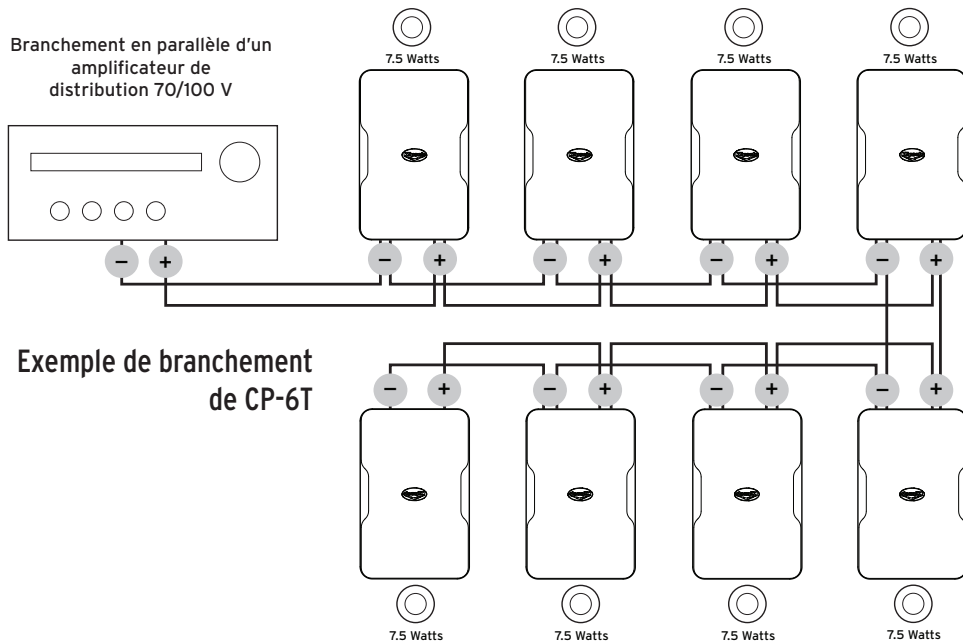 Branchement en parallèle d'un
amplificateur de
distribution 70/100 V
7.5 Watts
7.5 Watts
7.5 Watts
7.5 Watts
− + − + − + − + − +
Exemple de branchement
de CP-6T
− + − + − + − +
7.5 Watts
7.5 Watts
7.5 Watts
7.5 Watts